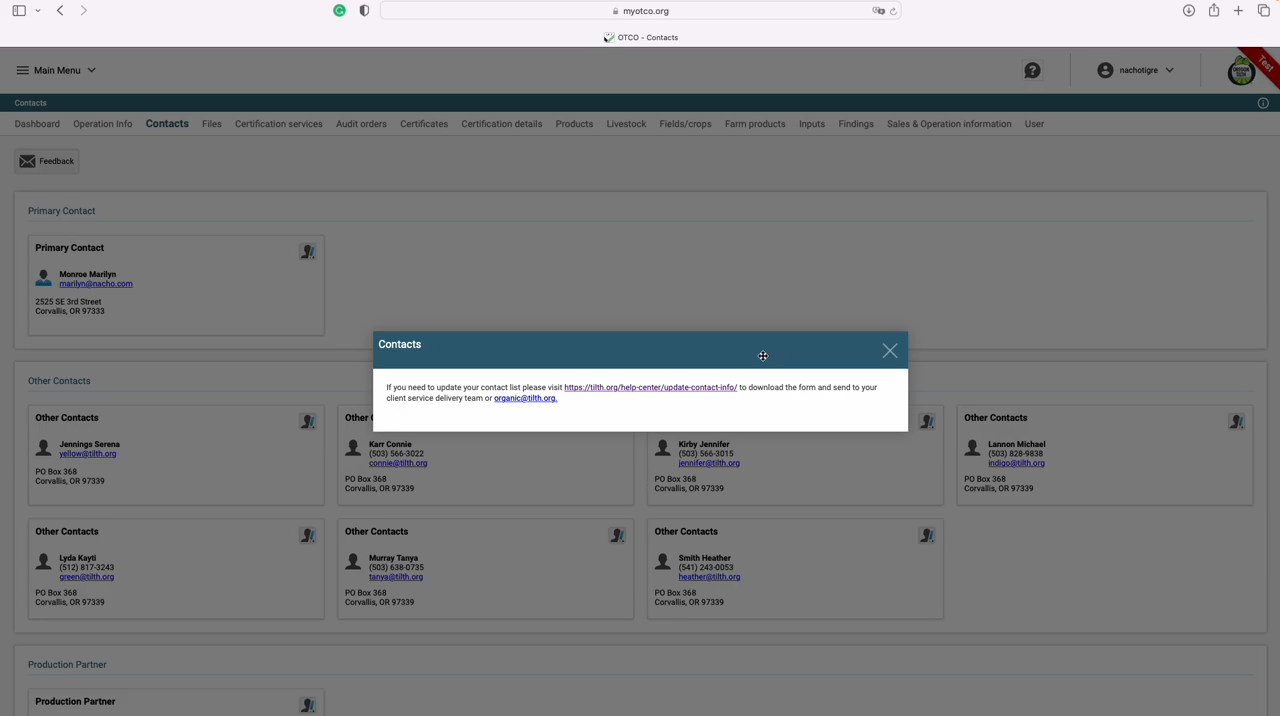 myotco.org
OTCO - Contacts
Main Menu
nachotigre
OREGON TILTH
Test
Contacts
Dashboard Operation Info Contacts Files Certification services Audit orders Certificates Certification details Products Livestock Fields/crops Farm products Inputs Findings Sales & Operation information User
Feedback
Primary Contact
Primary Contact
Monroe Marilyn
marilyn@nacho.com
2525 SE 3rd Street
Corvallis, OR 97333
Contacts
If you need to update your contact list please visit https://tilth.org/help-center/update-contact-info/ to download the form and send to your
client service delivery team or organic@tilth.org.
Other Contacts
Other Contacts
Jennings Serena
yellow@tilth.org
PO Box 368
Corvallis, OR 97339
Other C
Karr Connie
(503) 566-3022
connie@tilth.org
PO Box 368
Corvallis, OR 97339
Kirby Jennifer
(503) 566-3015
jennifer@tilth.org
PO Box 368
Corvallis, OR 97339
Other Contacts
Lannon Michael
(503) 828-9838
indigo@tilth.org
PO Box 368
Corvallis, OR 97339
Other Contacts
Lyda Kayti
(512) 817-3243
green@tilth.org
PO Box 368
Corvallis, OR 97339
Other Contacts
Murray Tanya
(503) 638-0735
tanya@tilth.org
PO Box 368
Corvallis, OR 97339
Other Contacts
Smith Heather
(541) 243-0053
heather@tilth.org
PO Box 368
Corvallis, OR 97339
Production Partner
Production Partner